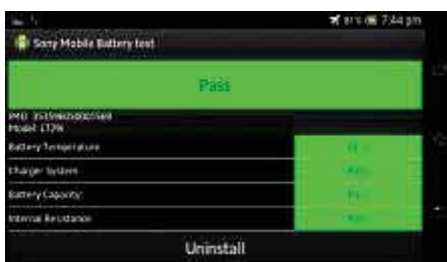 81% 7:44 pm
Sony Mobile Battery test
Pass
Model: LT29i
Battery Temperature
Charger System
Battery Capacity:
Internal Resistance
Uninstall